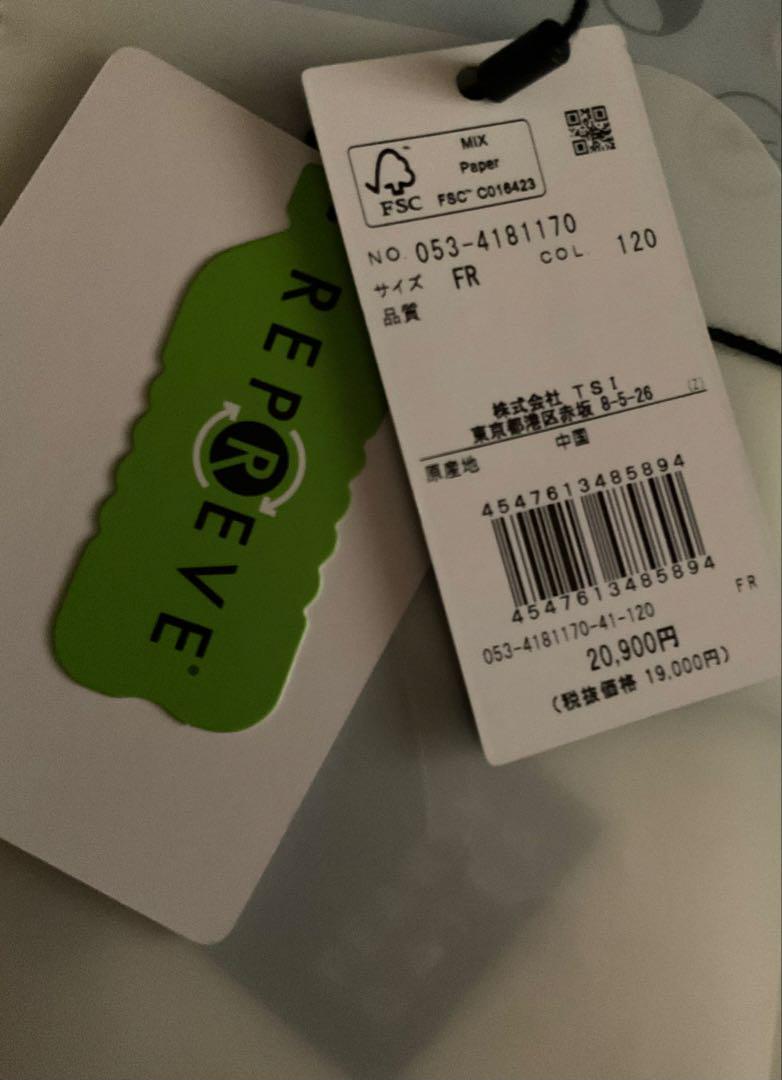 REPREVE®
R
MIX
Paper
FSC™ C016423
FSC
NO. 053-4181170
COL. 120
サイズ FR
品質
株式会社 TSI
東京都港区赤坂 8-5-26 (Z)
原産地 中国
4547613485894
4547613485894
FR
053-4181170-41-120
20,900円
(税抜価格 19,000円)